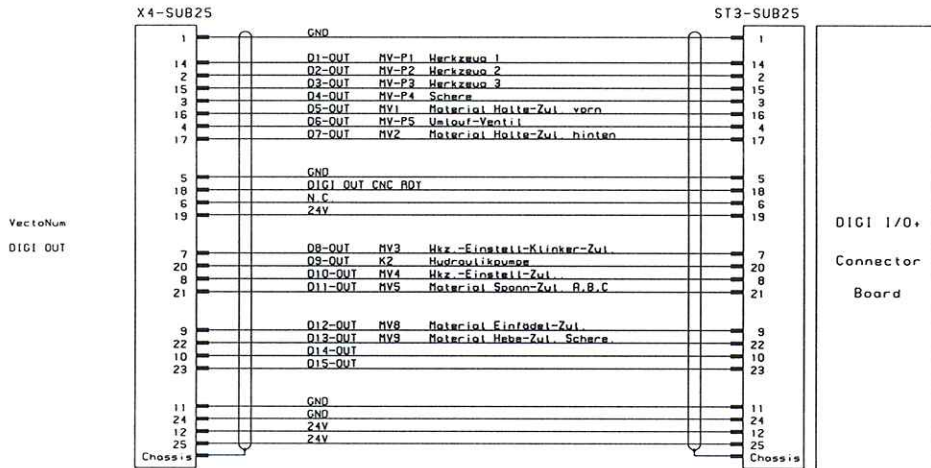 X4-SUB25 ST3-SUB25
1 GND 1
14 D1-OUT MV-P1 Werkzeug 1 14
2 D2-OUT MV-P2 Werkzeug 2 2
15 D3-OUT MV-P3 Werkzeug 3 15
3 D4-OUT MV-P4 Schere 3
16 D5-OUT MV1 Material Halte-Zul. vorn 16
4 D6-OUT MV-P5 Umlauf-Ventil 4
17 D7-OUT MV2 Material Halte-Zul. hinten 17
5 GND 5
18 DIGI OUT CNC RDY 18
6 N.C. 6
19 24V 19
VectoNum
DIGI OUT
DIGI I/O+
Connector
Board
7 D8-OUT MV3 Wkz.-Einstell-Klinker-Zul. 7
20 D9-OUT K2 Hydraulikpumpe 20
8 D10-OUT MV4 Wkz.-Einstell-Zul.. 8
21 D11-OUT MV5 Material Spann-Zul. A,B,C 21
9 D12-OUT MV8 Material Einfädel-Zul. 9
22 D13-OUT MV9 Material Hebe-Zul. Schere. 22
10 D14-OUT 10
23 D15-OUT 23
11 GND 11
24 GND 24
12 24V 12
25 24V 25
Chassis Chassis